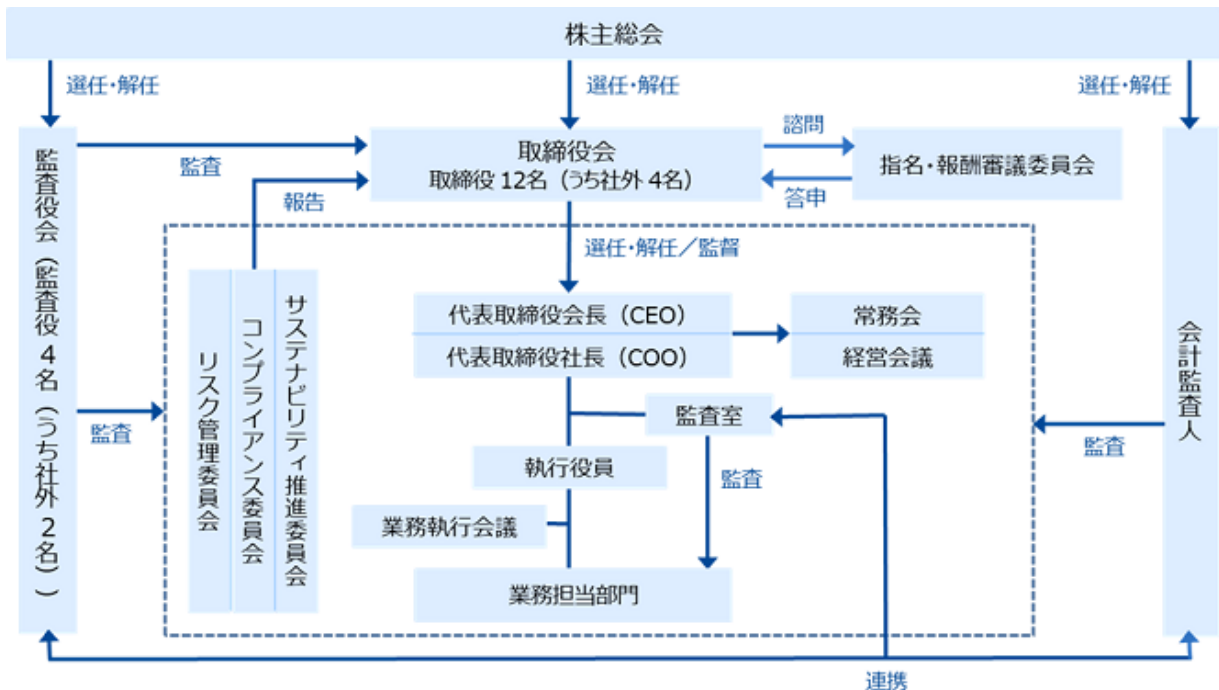 株主総会
選任・解任
選任・解任
選任・解任
監査役会（監査役４名（うち社外２名））
監査
取締役会
取締役 12名（うち社外 4名）
諮問
答申
指名・報酬審議委員会
報告
選任・解任／監督
サステナビリティ推進委員会
コンプライアンス委員会
リスク管理委員会
代表取締役会長（CEO）
代表取締役社長（COO）
常務会
経営会議
会計監査人
監査
監査
監査室
執行役員
監査
業務執行会議
業務担当部門
連携